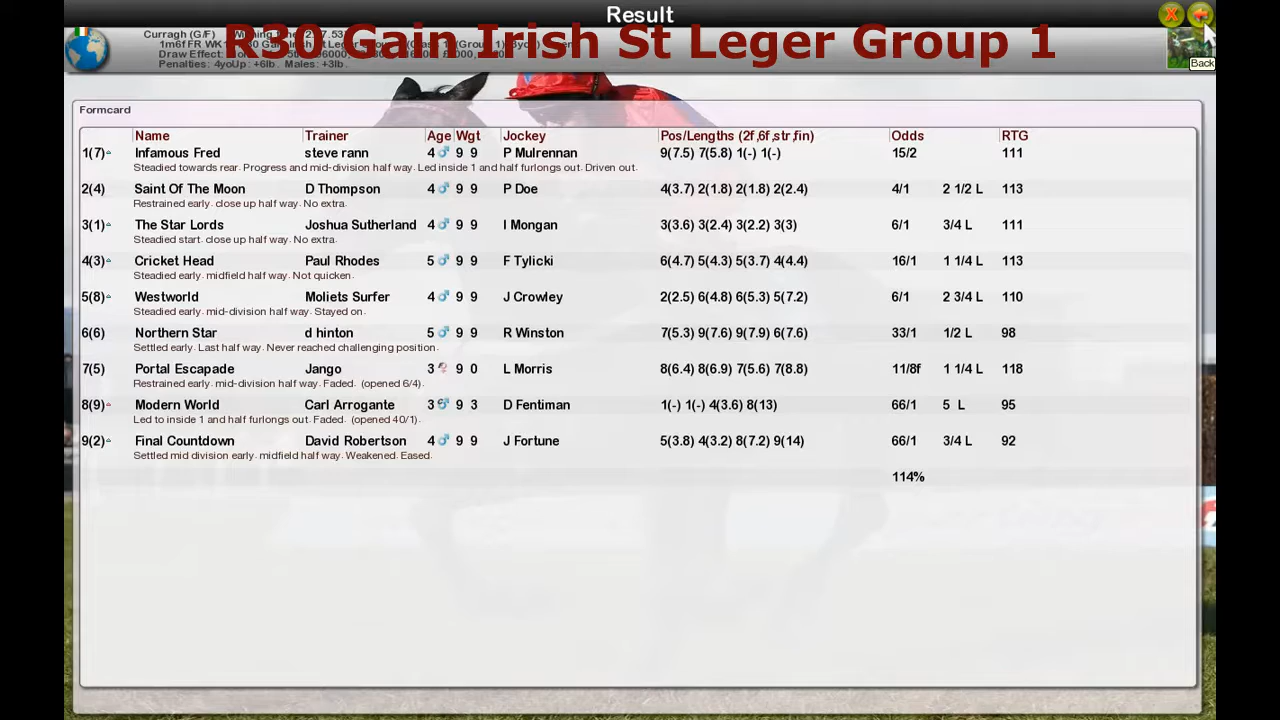 Result
R30 Gain Irish St Leger Group 1
Curragh (G/F)
Penalties: 4yoUp: +6lb. Males: +3lb.
Back
Formcard
Name Trainer Age Wgt Jockey Pos/Lengths (2f,6f,str,fin) Odds RTG
1(7) Infamous Fred steve rann 4 9 9 P Mulrennan 9(7.5) 7(5.8) 1(-) 1(-) 15/2 111
Steadied towards rear. Progress and mid-division half way. Led inside 1 and half furlongs out. Driven out.
2(4) Saint Of The Moon D Thompson 4 9 9 P Doe 4(3.7) 2(1.8) 2(1.8) 2(2.4) 4/1 2 1/2 L 113
Restrained early. close up half way. No extra.
3(1) The Star Lords Joshua Sutherland 4 9 9 I Mongan 3(3.6) 3(2.4) 3(2.2) 3(3) 6/1 3/4 L 111
Steadied start. close up half way. No extra.
4(3) Cricket Head Paul Rhodes 5 9 9 F Tylicki 6(4.7) 5(4.3) 5(3.7) 4(4.4) 16/1 1 1/4 L 113
Steadied early. midfield half way. Not quicken.
5(8) Westworld Moliets Surfer 4 9 9 J Crowley 2(2.5) 6(4.8) 6(5.3) 5(7.2) 6/1 2 3/4 L 110
Steadied early. mid-division half way. Stayed on.
6(6) Northern Star d hinton 5 9 9 R Winston 7(5.3) 9(7.6) 9(7.9) 6(7.6) 33/1 1/2 L 98
Settled early. Last half way. Never reached challenging position.
7(5) Portal Escapade Jango 3 9 0 L Morris 8(6.4) 8(6.9) 7(5.6) 7(8.8) 11/8f 1 1/4 L 118
Restrained early. mid-division half way. Faded. (opened 6/4).
8(9) Modern World Carl Arrogante 3 9 3 D Fentiman 1(-) 1(-) 4(3.6) 8(13) 66/1 5 L 95
Led to inside 1 and half furlongs out. Faded. (opened 40/1).
9(2) Final Countdown David Robertson 4 9 9 J Fortune 5(3.8) 4(3.2) 8(7.2) 9(14) 66/1 3/4 L 92
Settled mid division early. midfield half way. Weakened. Eased.
114%